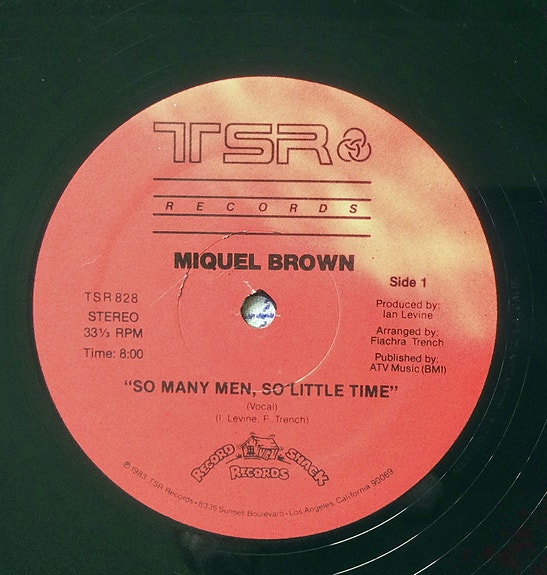 TSR
RECORDS
MIQUEL BROWN
Side 1
TSR 828
STEREO
33⅓ RPM
Time: 8:00
Produced by:
Ian Levine
Arranged by:
Fiachra Trench
Published by:
ATV Music (BMI)
"SO MANY MEN, SO LITTLE TIME"
(Vocal)
(I. Levine, F. Trench)
RECORD SHACK
RECORDS
℗ 1983, TSR Records • 6335 Sunset Boulevard • Los Angeles, California 90069